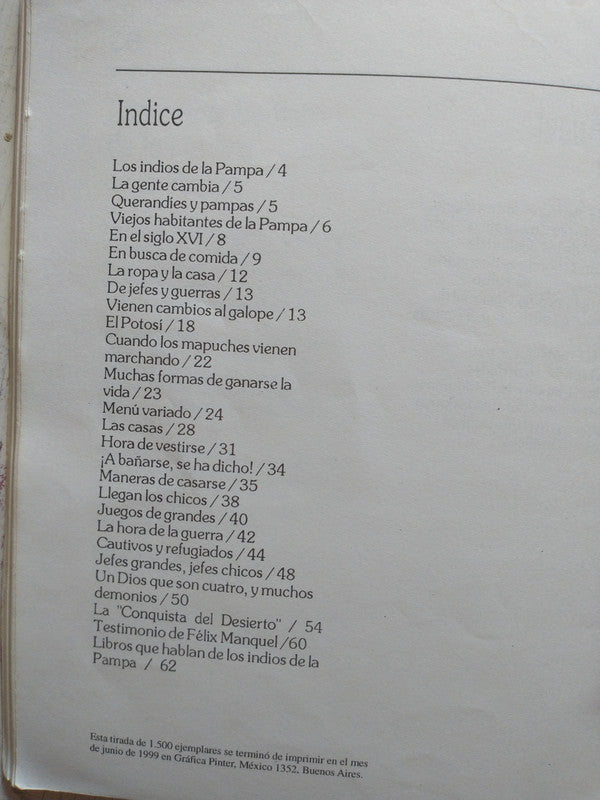 Indice
Los indios de la Pampa / 4
La gente cambia / 5
Querandíes y pampas / 5
Viejos habitantes de la Pampa / 6
En el siglo XVI / 8
En busca de comida / 9
La ropa y la casa / 12
De jefes y guerras / 13
Vienen cambios al galope / 13
El Potosí / 18
Cuando los mapuches vienen
marchando / 22
Muchas formas de ganarse la
vida / 23
Menú variado / 24
Las casas / 28
Hora de vestirse / 31
¡A bañarse, se ha dicho! / 34
Maneras de casarse / 35
Llegan los chicos / 38
Juegos de grandes / 40
La hora de la guerra / 42
Cautivos y refugiados / 44
Jefes grandes, jefes chicos / 48
Un Dios que son cuatro, y muchos
demonios / 50
La "Conquista del Desierto" / 54
Testimonio de Félix Manquel /60
Libros que hablan de los indios de la
Pampa / 62
Esta tirada de 1.500 ejemplares se terminó de imprimir en el mes
de junio de 1999 en Gráfica Pinter, México 1352, Buenos Aires.